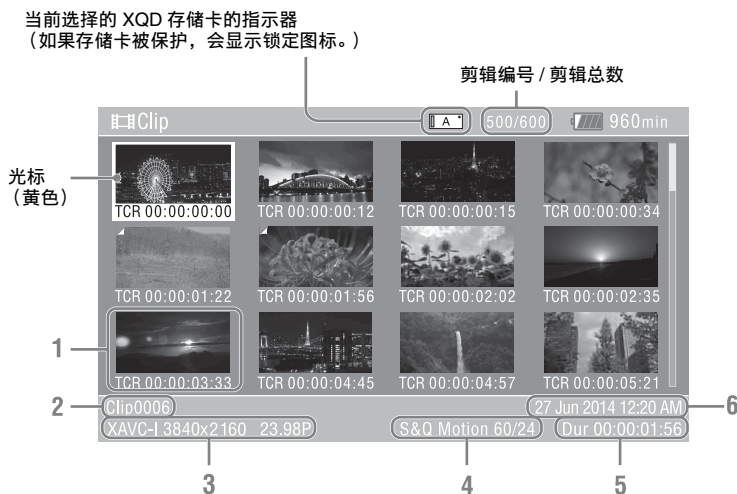 当前选择的 XQD 存储卡的指示器
（如果存储卡被保护，会显示锁定图标。）
剪辑编号 / 剪辑总数
Clip
A
500/600
960min
光标
（黄色）
TCR 00:00:00:00
TCR 00:00:00:12
TCR 00:00:00:15
TCR 00:00:00:34
TCR 00:00:01:22
TCR 00:00:01:56
TCR 00:00:02:02
TCR 00:00:02:35
1
TCR 00:00:03:33
TCR 00:00:04:45
TCR 00:00:04:57
TCR 00:00:05:21
2
Clip0006
27 Jun 2014 12:20 AM
6
XAVC-I 3840x2160 23.98P
S&Q Motion 60/24
Dur 00:00:01:56
3
4
5